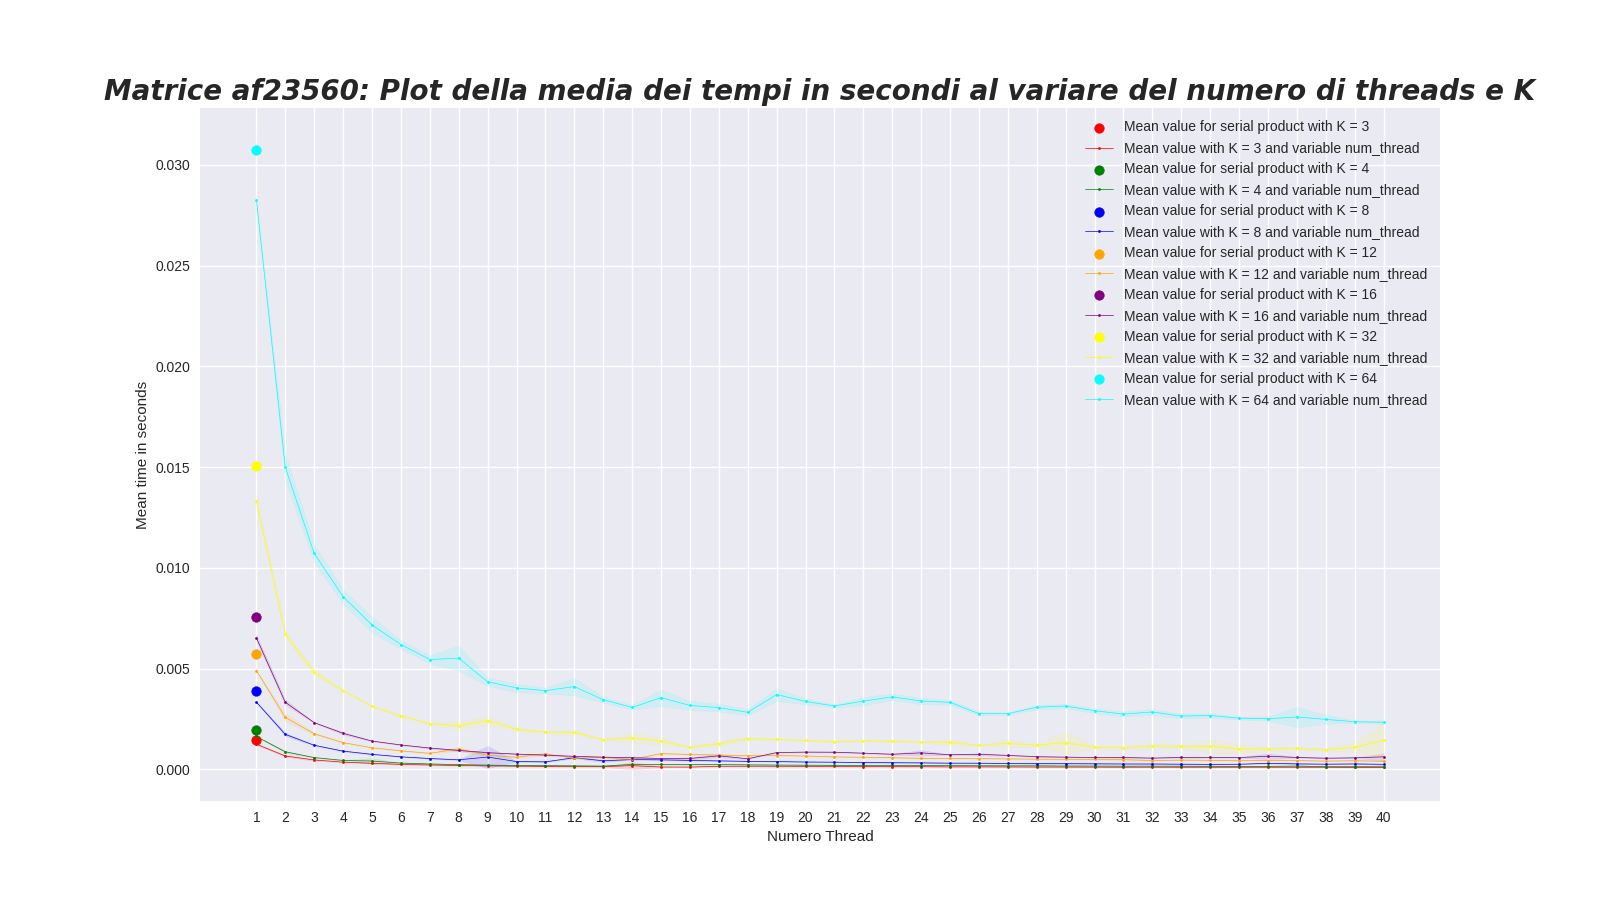 Matrice af23560: Plot della media dei tempi in secondi al variare del numero di threads e K
Mean value for serial product with K = 3
Mean value with K = 3 and variable num_thread
Mean value for serial product with K = 4
Mean value with K = 4 and variable num_thread
Mean value for serial product with K = 8
Mean value with K = 8 and variable num_thread
Mean value for serial product with K = 12
Mean value with K = 12 and variable num_thread
Mean value for serial product with K = 16
Mean value with K = 16 and variable num_thread
Mean value for serial product with K = 32
Mean value with K = 32 and variable num_thread
Mean value for serial product with K = 64
Mean value with K = 64 and variable num_thread
Mean time in seconds
0.030
0.025
0.020
0.015
0.010
0.005
0.000
1 2 3 4 5 6 7 8 9 10 11 12 13 14 15 16 17 18 19 20 21 22 23 24 25 26 27 28 29 30 31 32 33 34 35 36 37 38 39 40
Numero Thread